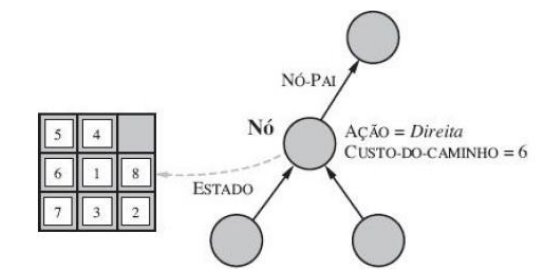 NÓ-PAI
Nó
AÇÃO = Direita
CUSTO-DO-CAMINHO = 6
5 4
6 1 8
7 3 2
ESTADO